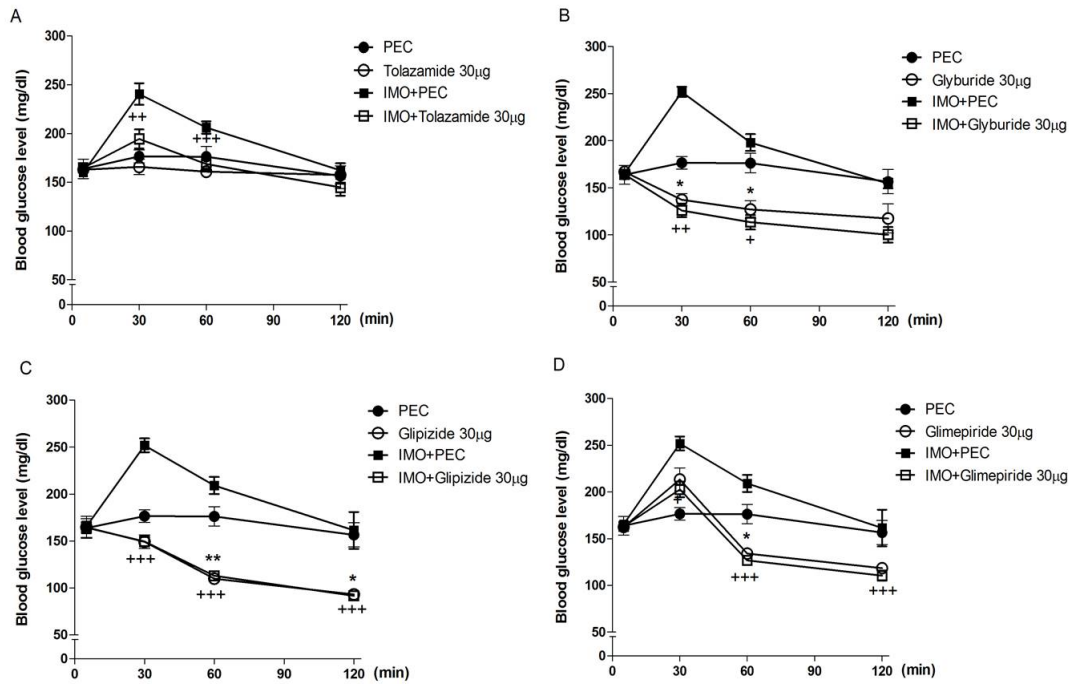 A
Blood glucose level (mg/dl)
300
250
200
150
100
50
0
0 30 60 90 120 (min)
++
+++
PEC
Tolazamide 30μg
IMO+PEC
IMO+Tolazamide 30μg
B
Blood glucose level (mg/dl)
300
250
200
150
100
50
0
0 30 60 90 120 (min)
* *
++ +
PEC
Glyburide 30μg
IMO+PEC
IMO+Glyburide 30μg
C
Blood glucose level (mg/dl)
300
250
200
150
100
50
0
0 30 60 90 120 (min)
+++
** *
+++ +++
PEC
Glipizide 30μg
IMO+PEC
IMO+Glipizide 30μg
D
Blood glucose level (mg/dl)
300
250
200
150
100
50
0
0 30 60 90 120 (min)
+
*
+++ +++
PEC
Glimepiride 30μg
IMO+PEC
IMO+Glimepiride 30μg